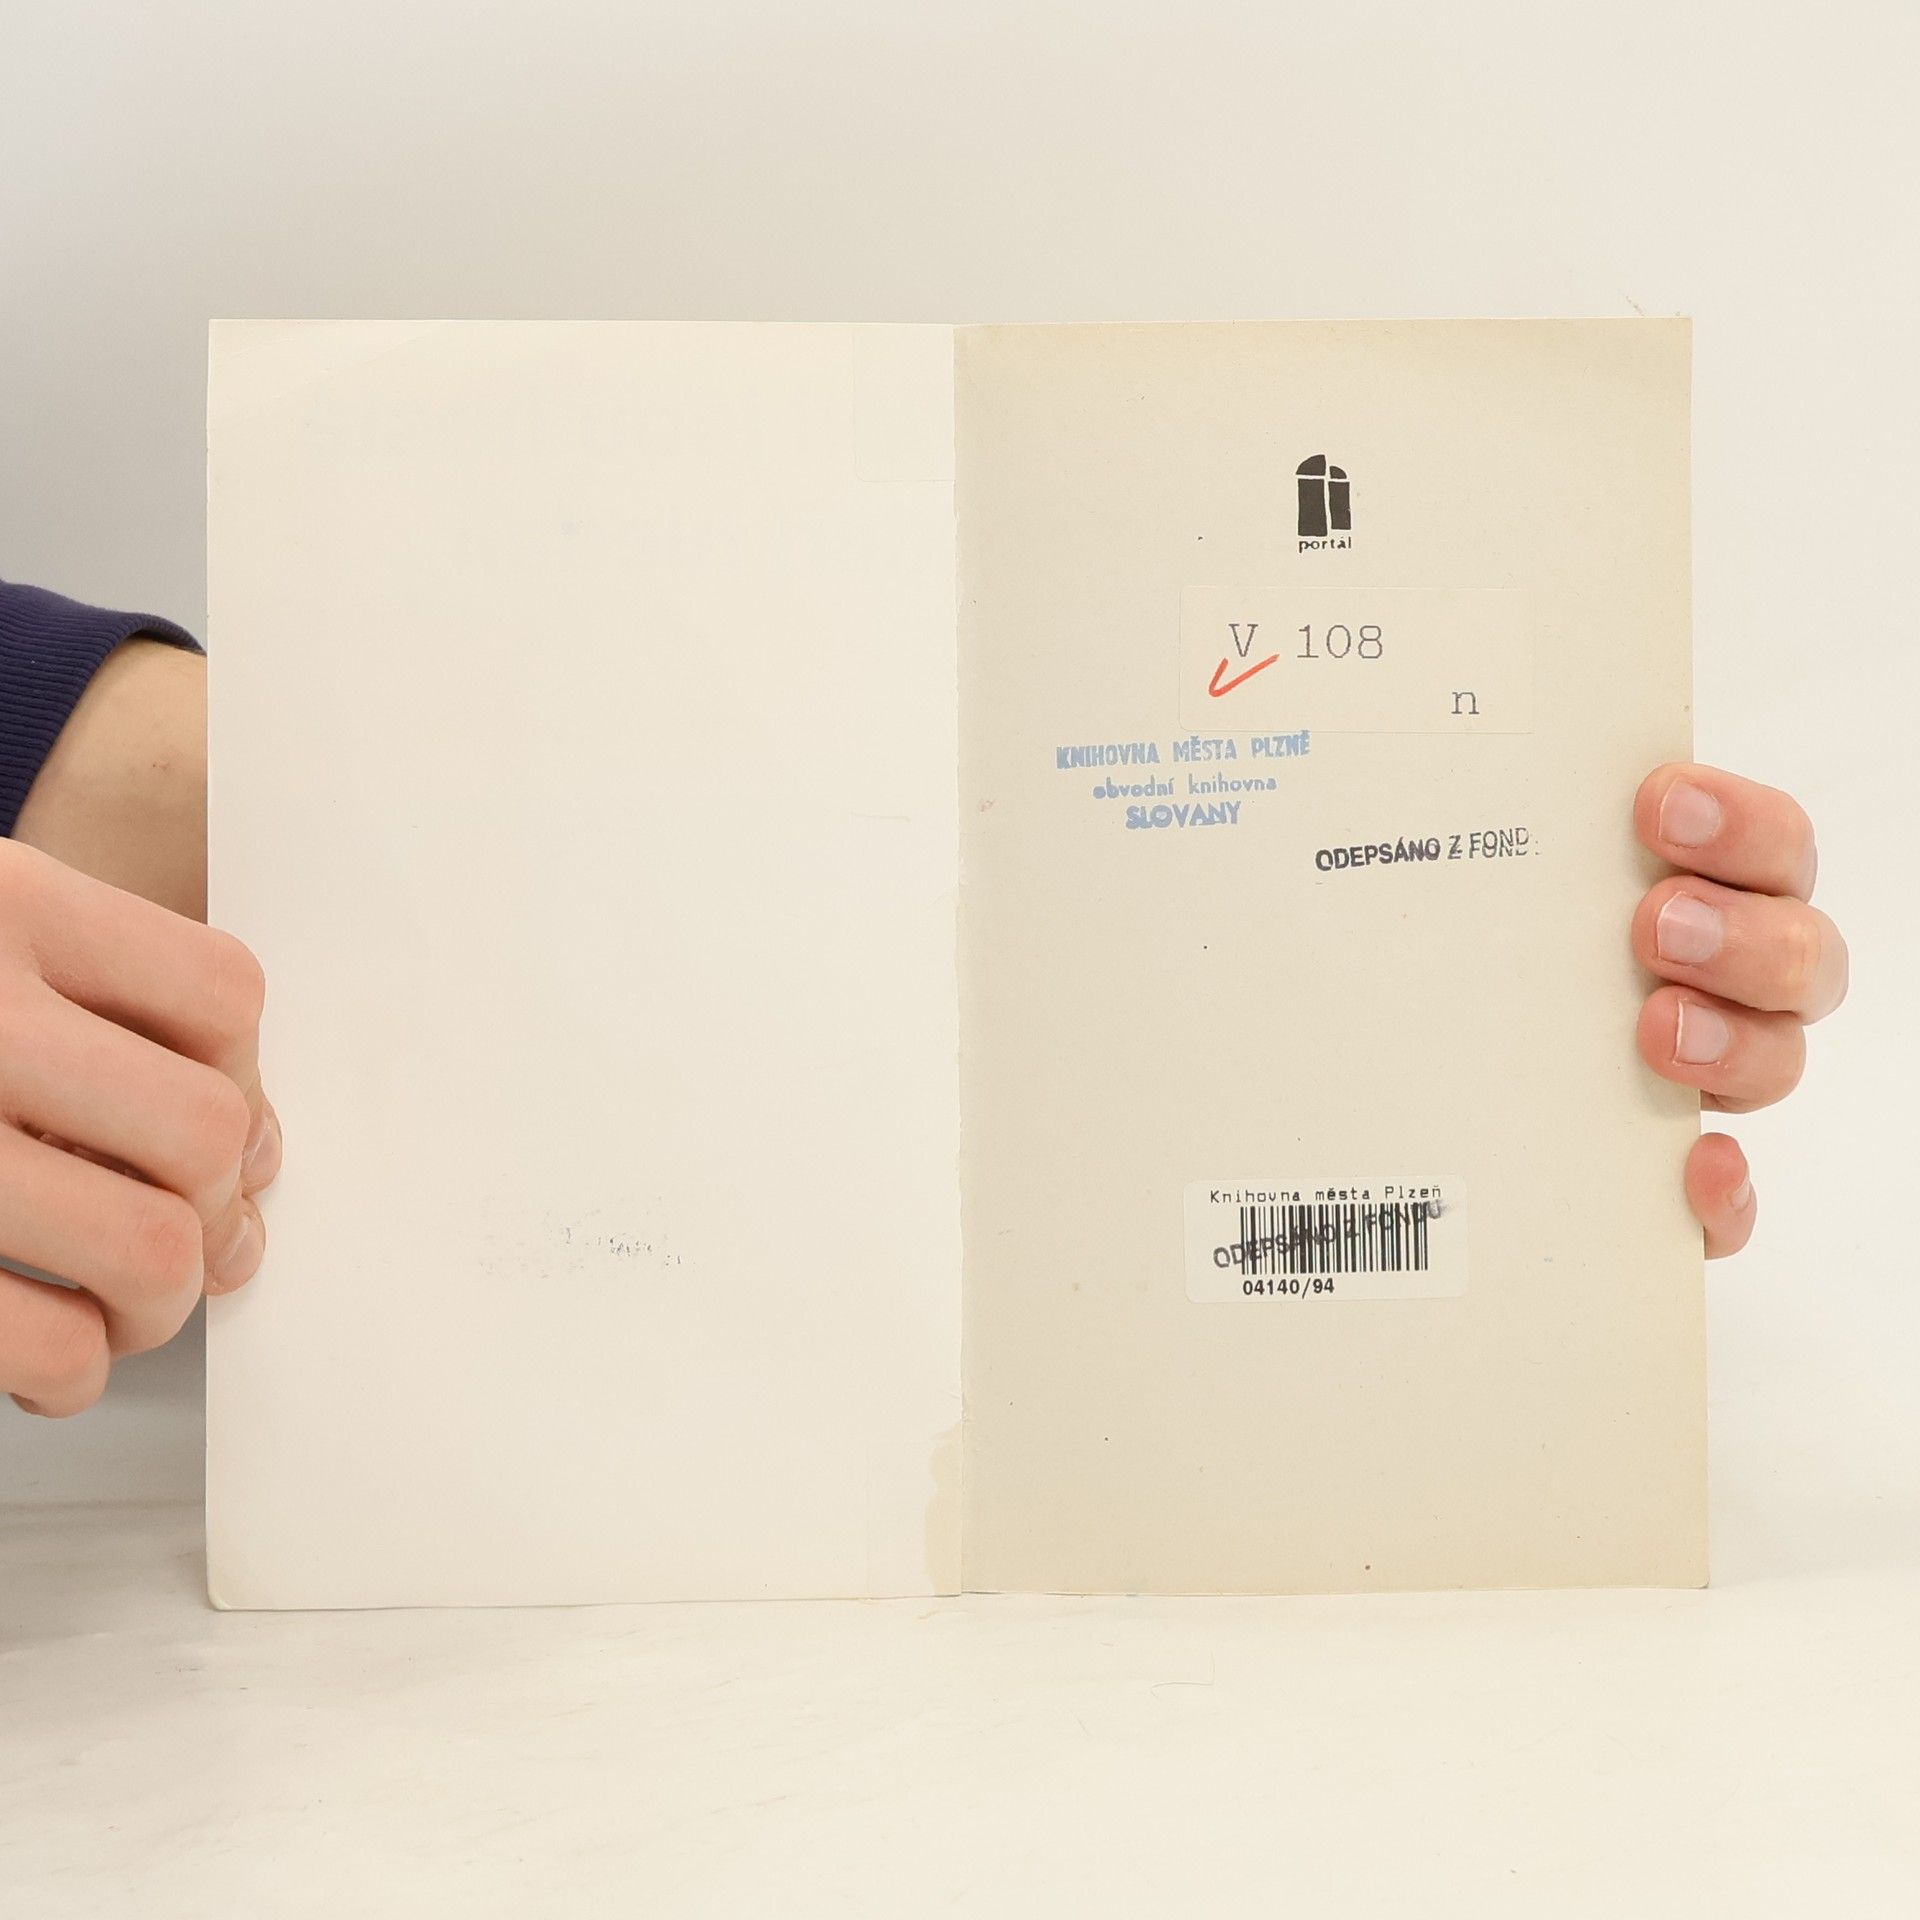 portál
V 108
n
KNIHOVNA MĚSTA PLZNĚ
obvodní knihovna
SLOVANY
ODEPSÁNO Z FOND
Knihovna města Plzeň
ODEPSÁNO Z FONDU
04140/94